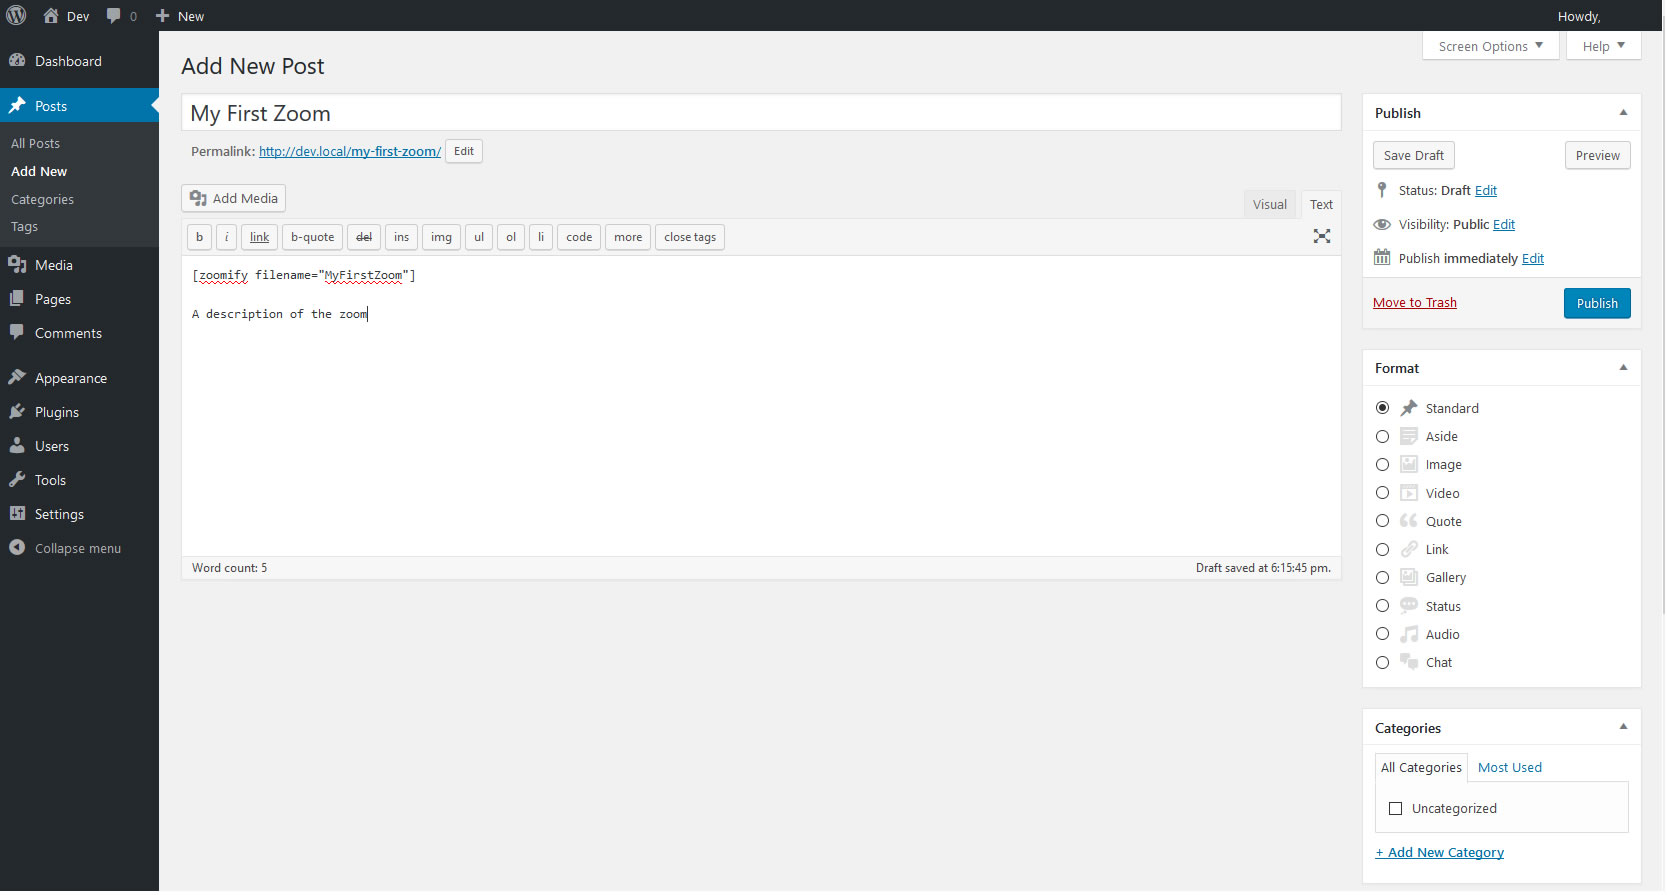 Dev 0 New Howdy,
Dashboard
Posts
All Posts
Add New
Categories
Tags
Media
Pages
Comments
Appearance
Plugins
Users
Tools
Settings
Collapse menu
Screen Options Help
Add New Post
My First Zoom
Permalink: http://dev.local/my-first-zoom/ Edit
Add Media
Visual Text
b i link b-quote del ins img ul ol li code more close tags
[zoomify filename="MyFirstZoom"]
A description of the zoom
Word count: 5 Draft saved at 6:15:45 pm.
Publish
Save Draft Preview
Status: Draft Edit
Visibility: Public Edit
Publish immediately Edit
Move to Trash Publish
Format
Standard
Aside
Image
Video
Quote
Link
Gallery
Status
Audio
Chat
Categories
All Categories Most Used
Uncategorized
+ Add New Category